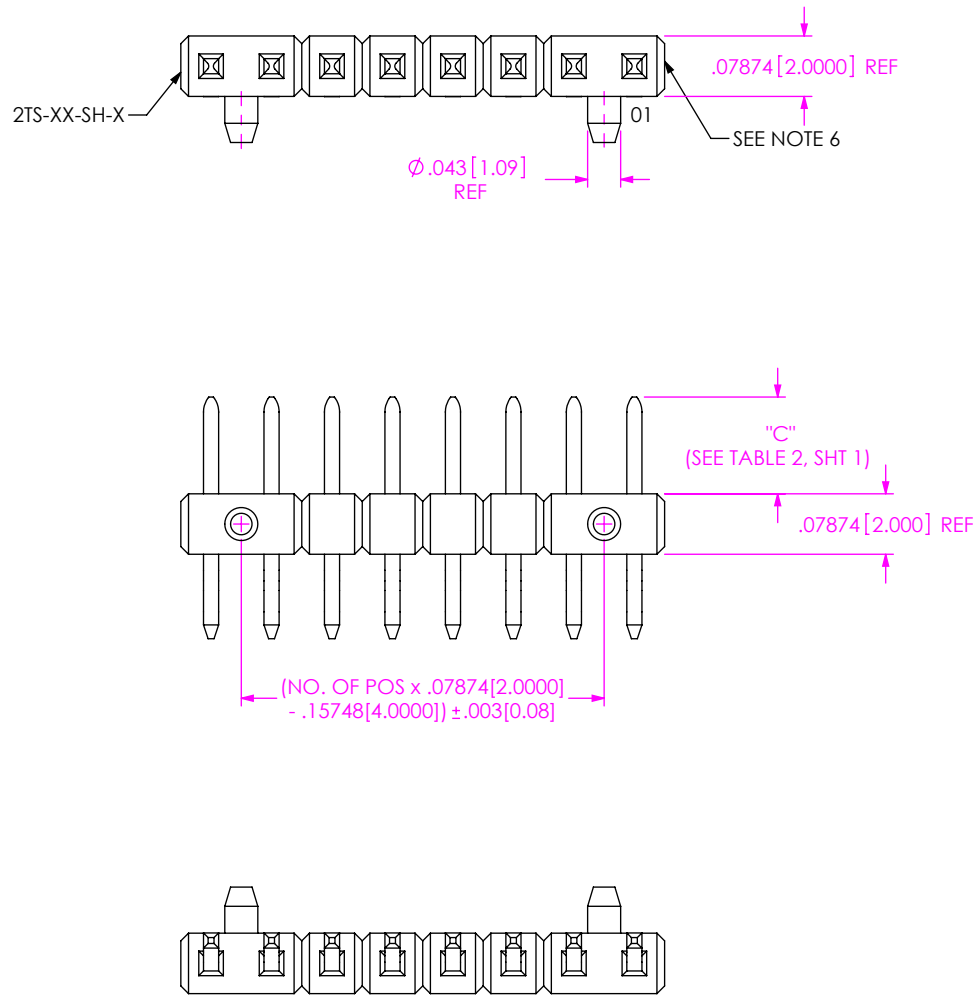 .07874[2.0000] REF
2TS-XX-SH-X
01
SEE NOTE 6
Ø.043[1.09]
REF
"C"
(SEE TABLE 2, SHT 1)
.07874[2.000] REF
(NO. OF POS x .07874[2.0000]
- .15748[4.0000]) ±.003[0.08]